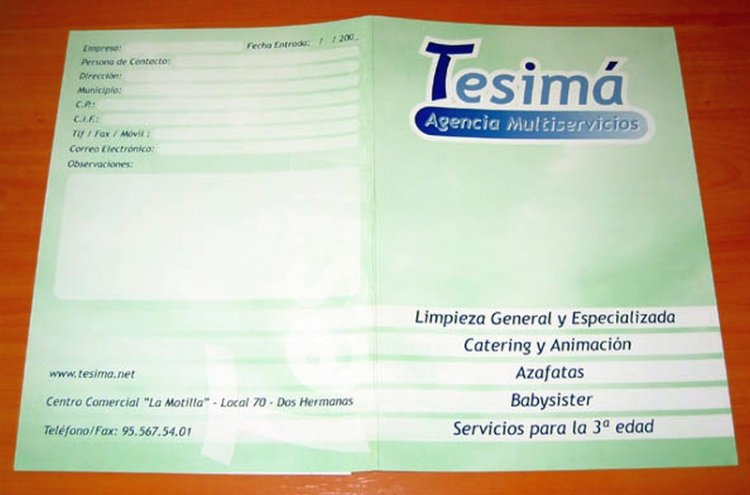 Empresa:
Fecha Entrada: / / 200_
Persona de Contacto:
Dirección:
Municipio:
C.P.:
C.I.F.:
Tlf / Fax / Móvil :
Correo Electrónico:
Observaciones:
www.tesima.net
Centro Comercial "La Motilla" - Local 70 - Dos Hermanas
Teléfono/Fax: 95.567.54.01
Tesimá
Agencia Multiservicios
Limpieza General y Especializada
Catering y Animación
Azafatas
Babysister
Servicios para la 3ª edad